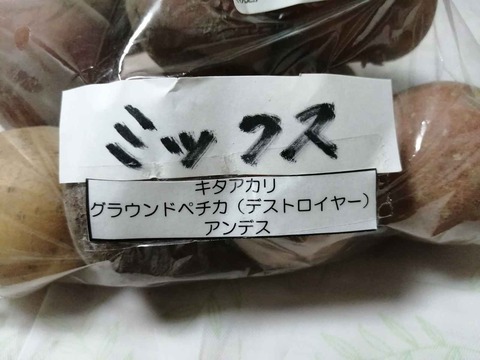 ミックス
キタアカリ
グラウンドペチカ（デストロイヤー）
アンデス